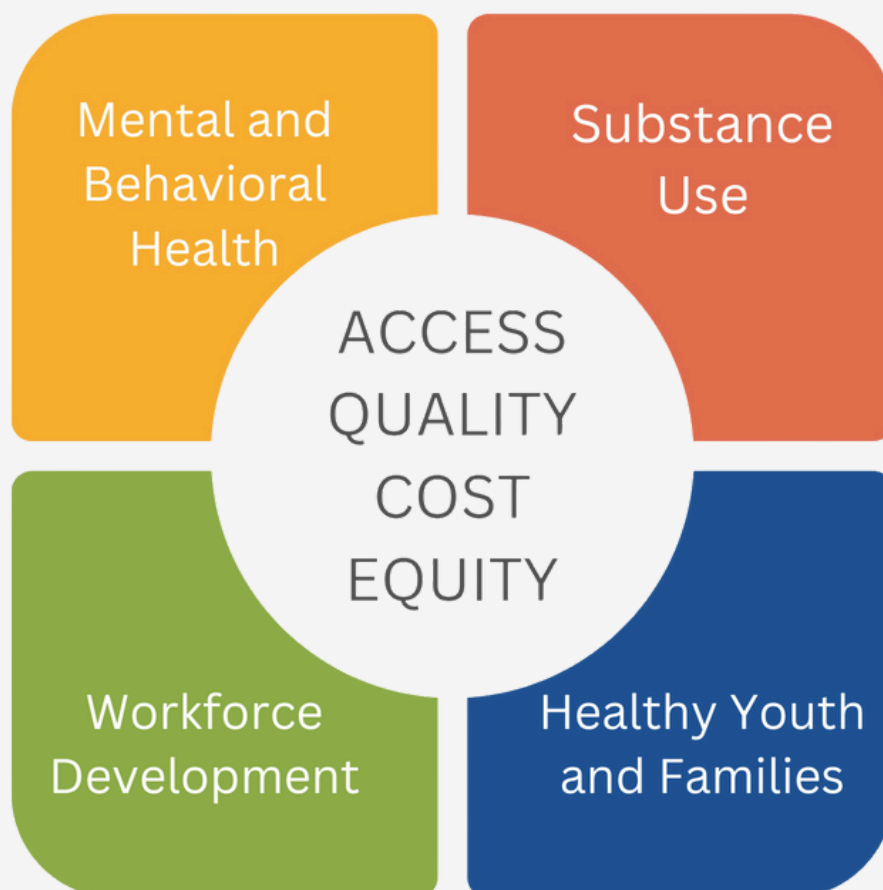 Mental and
Behavioral
Health
Substance
Use
ACCESS
QUALITY
COST
EQUITY
Workforce
Development
Healthy Youth
and Families